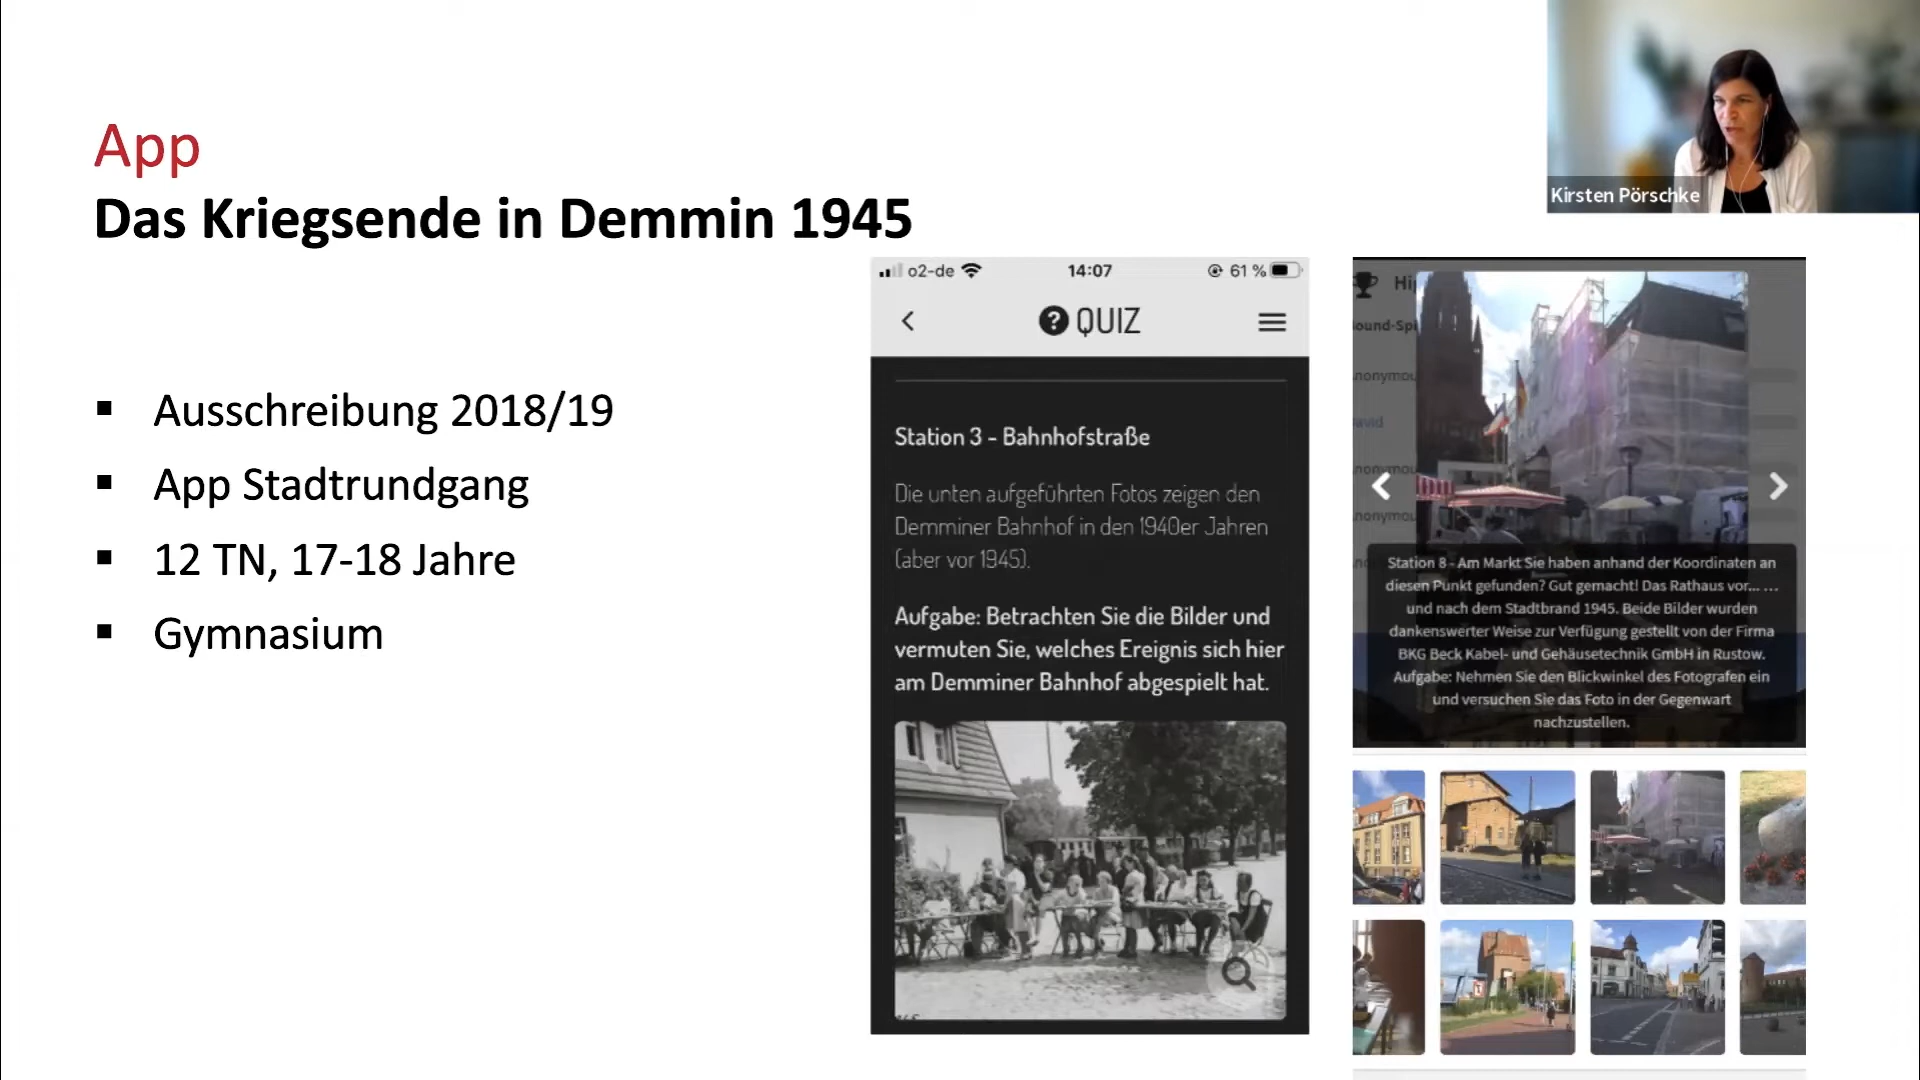 App
Das Kriegsende in Demmin 1945
Kirsten Pörschke
▪ Ausschreibung 2018/19
▪ App Stadtrundgang
▪ 12 TN, 17-18 Jahre
▪ Gymnasium
o2-de 14:07 61 %
? QUIZ
Station 3 - Bahnhofstraße
Die unten aufgeführten Fotos zeigen den
Demminer Bahnhof in den 1940er Jahren
(aber vor 1945).
Aufgabe: Betrachten Sie die Bilder und
vermuten Sie, welches Ereignis sich hier
am Demminer Bahnhof abgespielt hat.
Station 8 - Am Markt Sie haben anhand der Koordinaten an
diesen Punkt gefunden? Gut gemacht! Das Rathaus vor... …
und nach dem Stadtbrand 1945. Beide Bilder wurden
dankenswerter Weise zur Verfügung gestellt von der Firma
BKG Beck Kabel- und Gehäusetechnik GmbH in Rustow.
Aufgabe: Nehmen Sie den Blickwinkel des Fotografen ein
und versuchen Sie das Foto in der Gegenwart
nachzustellen.